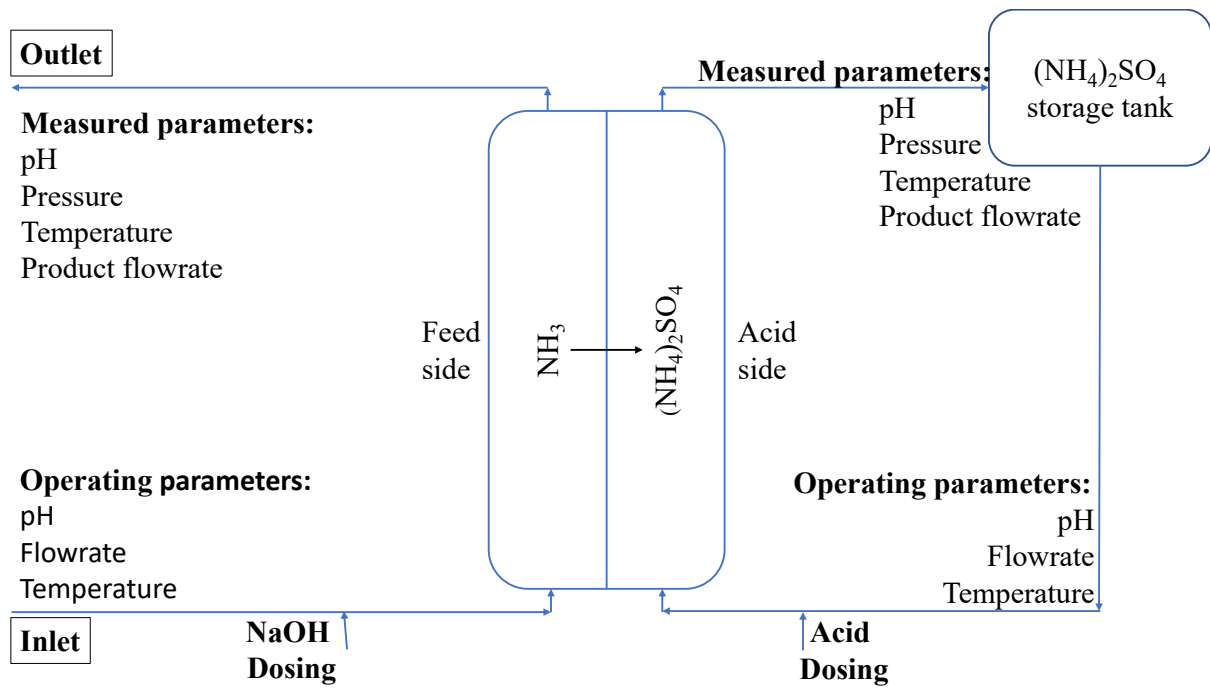 Outlet
Measured parameters:
pH
Pressure
Temperature
Product flowrate
Measured parameters:
pH
Pressure
Temperature
Product flowrate
(NH₄)₂SO₄
storage tank
Feed
side
NH₃
(NH₄)₂SO₄
Acid
side
Operating parameters:
pH
Flowrate
Temperature
Operating parameters:
pH
Flowrate
Temperature
Inlet
NaOH
Dosing
Acid
Dosing